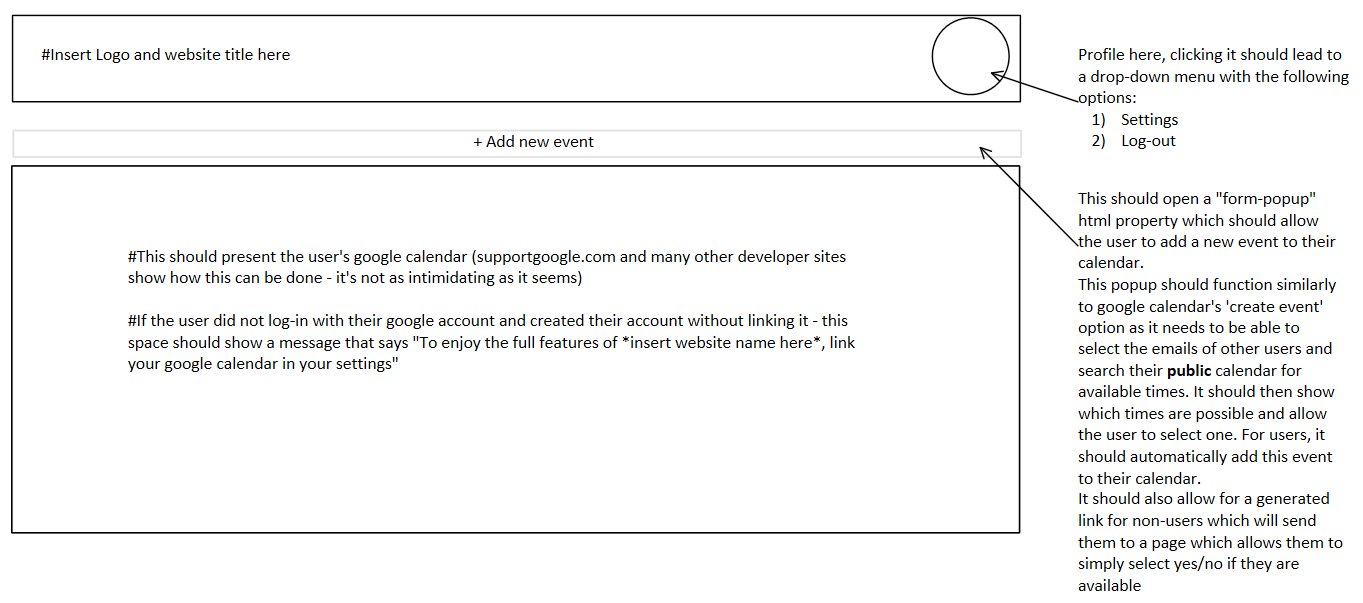 #Insert Logo and website title here
Profile here, clicking it should lead to
a drop-down menu with the following
options:
1) Settings
2) Log-out
+ Add new event
This should open a "form-popup"
html property which should allow
the user to add a new event to their
calendar.
This popup should function similarly
to google calendar's 'create event'
option as it needs to be able to
select the emails of other users and
search their public calendar for
available times. It should then show
which times are possible and allow
the user to select one. For users, it
should automatically add this event
to their calendar.
It should also allow for a generated
link for non-users which will send
them to a page which allows them to
simply select yes/no if they are
available
#This should present the user's google calendar (supportgoogle.com and many other developer sites
show how this can be done - it's not as intimidating as it seems)
#If the user did not log-in with their google account and created their account without linking it - this
space should show a message that says "To enjoy the full features of *insert website name here*, link
your google calendar in your settings"